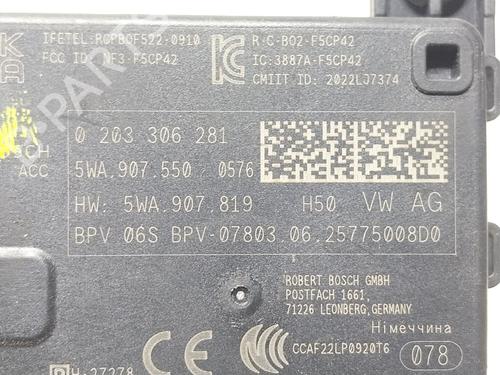 IFETEL: RCPBOF522-0910
FCC ID: NF3-F5CP42
R-C-BO2-F5CP42
IC:3887A-F5CP42
CMIIT ID: 2022LJ7374
0 203 306 281
5WA.907.550 0576
ACC
HW: 5WA.907.819 H50 VW AG
BPV 06S BPV-07803.06.25775008D0
ROBERT BOSCH GMBH
POSTFACH 1661,
71226 LEONBERG,GERMANY
Німеччина
CCAF22LP0920T6
078
H-27278